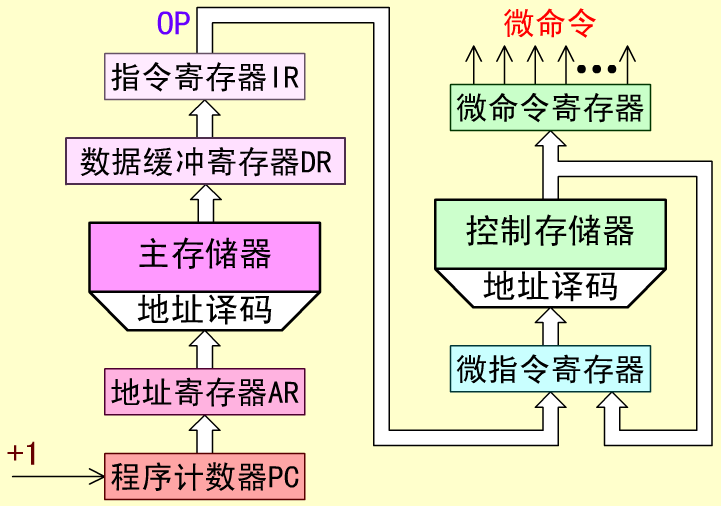 OP
指令寄存器IR
数据缓冲寄存器DR
主存储器
地址译码
地址寄存器AR
+1
程序计数器PC
微命令
微命令寄存器
控制存储器
地址译码
微指令寄存器